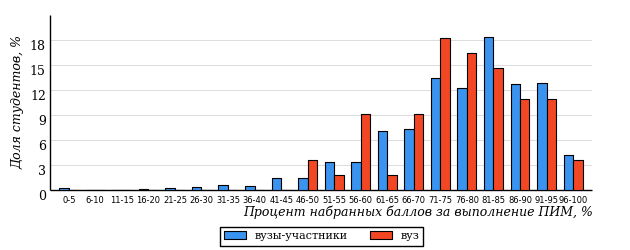 Доля студентов, %
18
15
12
9
6
3
0
0-5 6-10 11-15 16-20 21-25 26-30 31-35 36-40 41-45 46-50 51-55 56-60 61-65 66-70 71-75 76-80 81-85 86-90 91-95 96-100
Процент набранных баллов за выполнение ПИМ, %
вузы-участники вуз